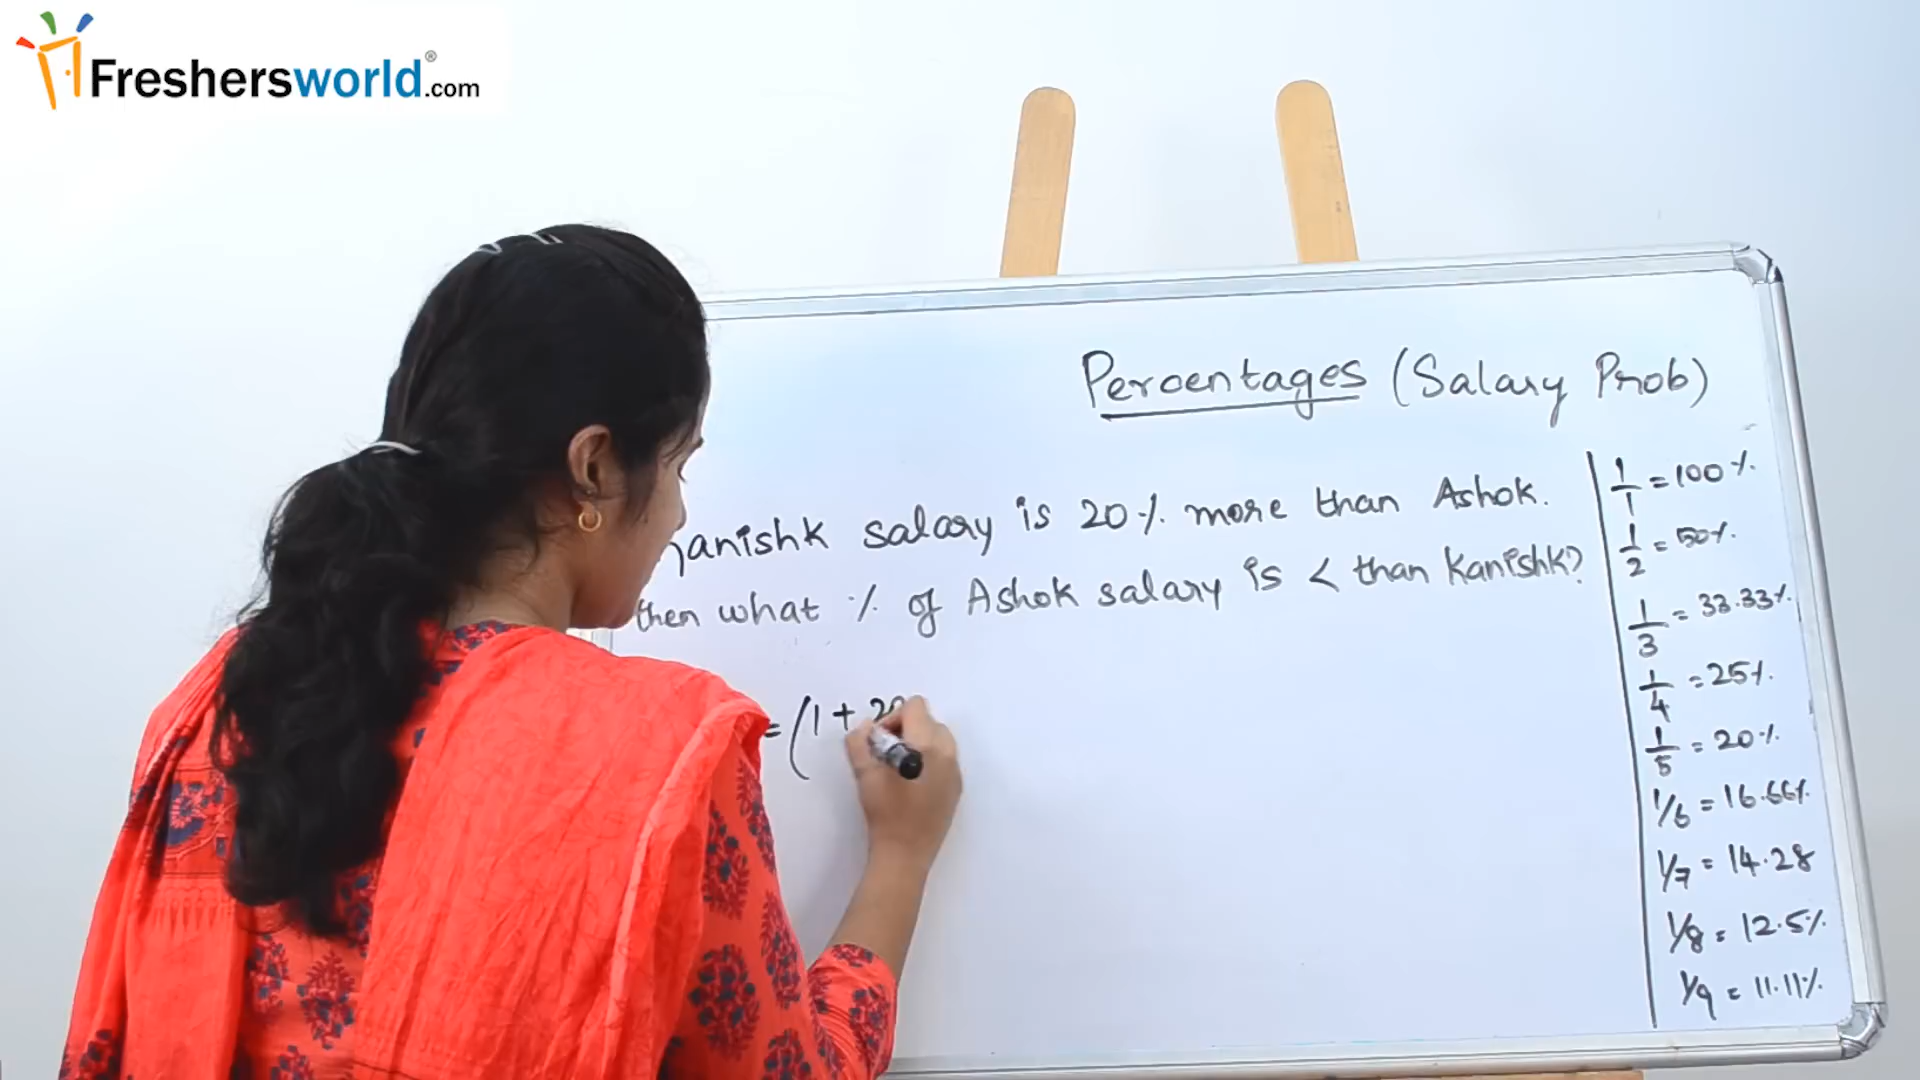 Freshersworld.com®
Percentages (Salary Prob)
Kanishk salary is 20% more than Ashok.
then what % of Ashok salary is < than Kanishk?
= (1 + 20
1/1 = 100%
1/2 = 50%
1/3 = 33.33%
1/4 = 25%
1/5 = 20%
1/6 = 16.66%
1/7 = 14.28
1/8 = 12.5%
1/9 = 11.11%